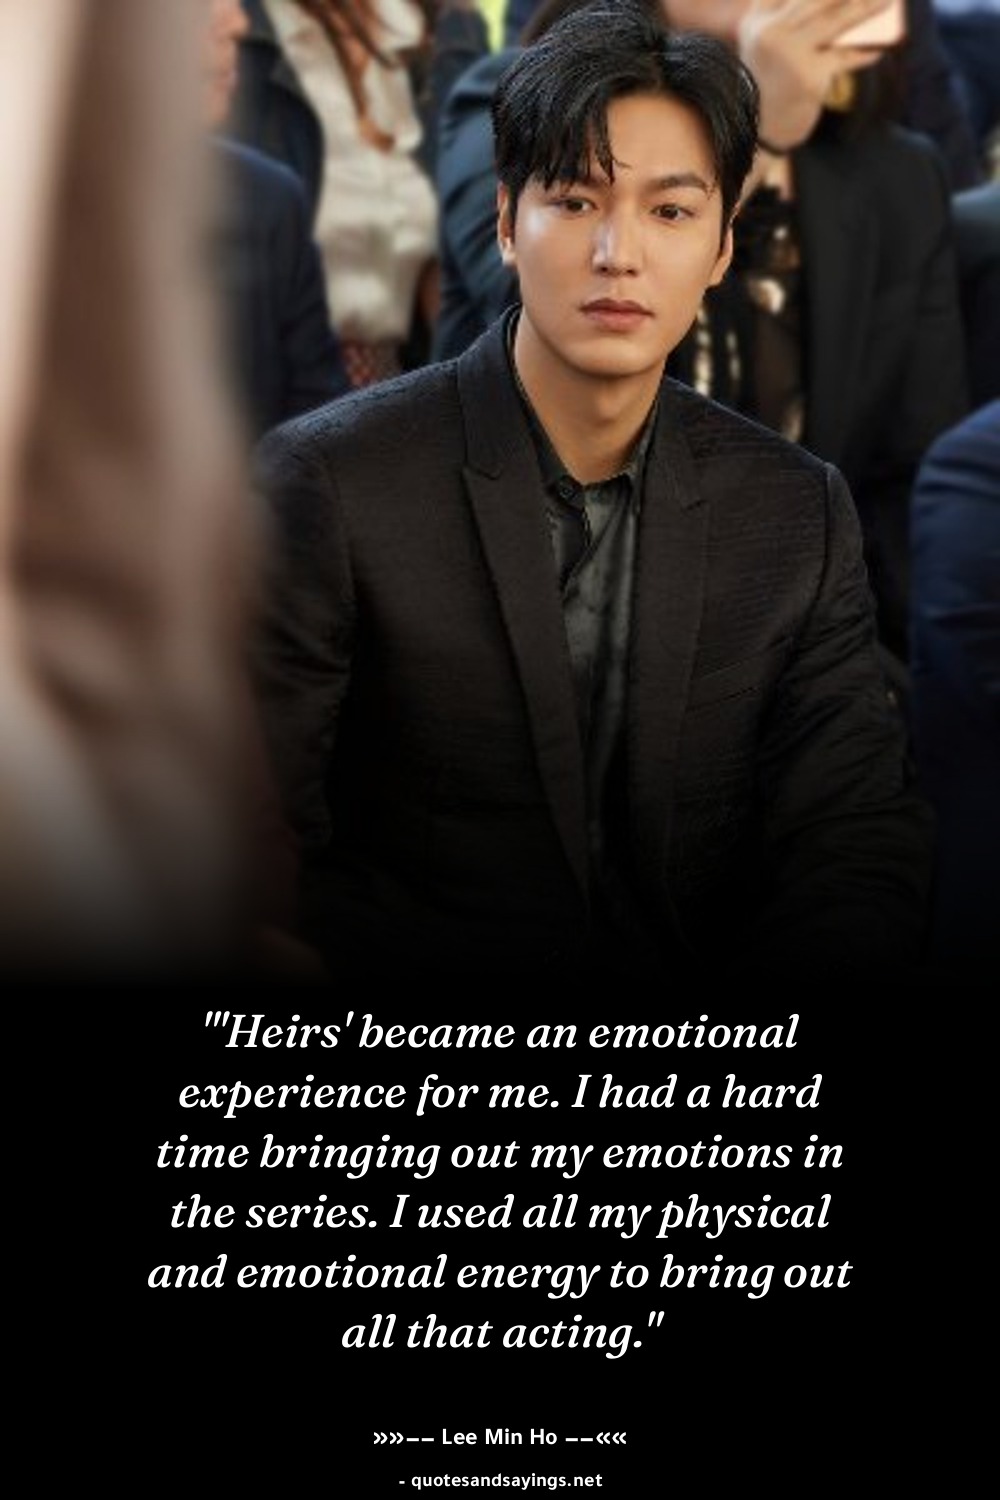 "'Heirs' became an emotional
experience for me. I had a hard
time bringing out my emotions in
the series. I used all my physical
and emotional energy to bring out
all that acting."
»»–– Lee Min Ho ––««
- quotesandsayings.net